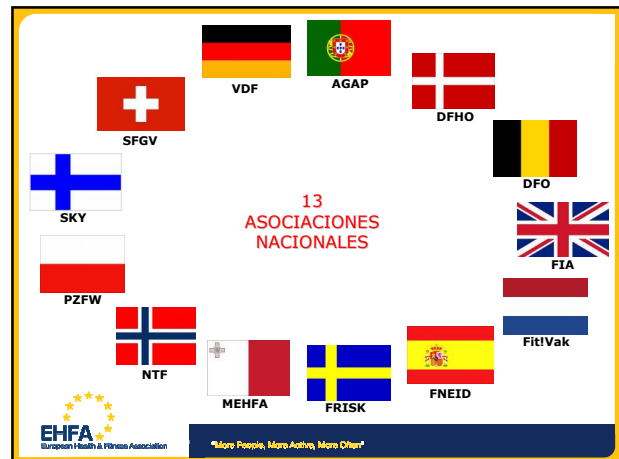 VDF
AGAP
DFHO
SFGV
DFO
SKY
13
ASOCIACIONES
NACIONALES
FIA
PZFW
Fit!Vak
NTF
MEHFA
FRISK
FNEID
EHFA
European Health & Fitness Association
"More People, More Active, More Often"